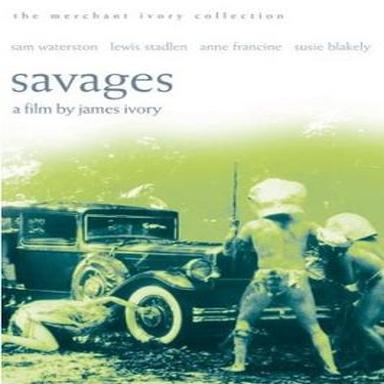 the merchant ivory collection
sam waterston lewis stadlen anne francine susie blakely
savages
a film by james ivory